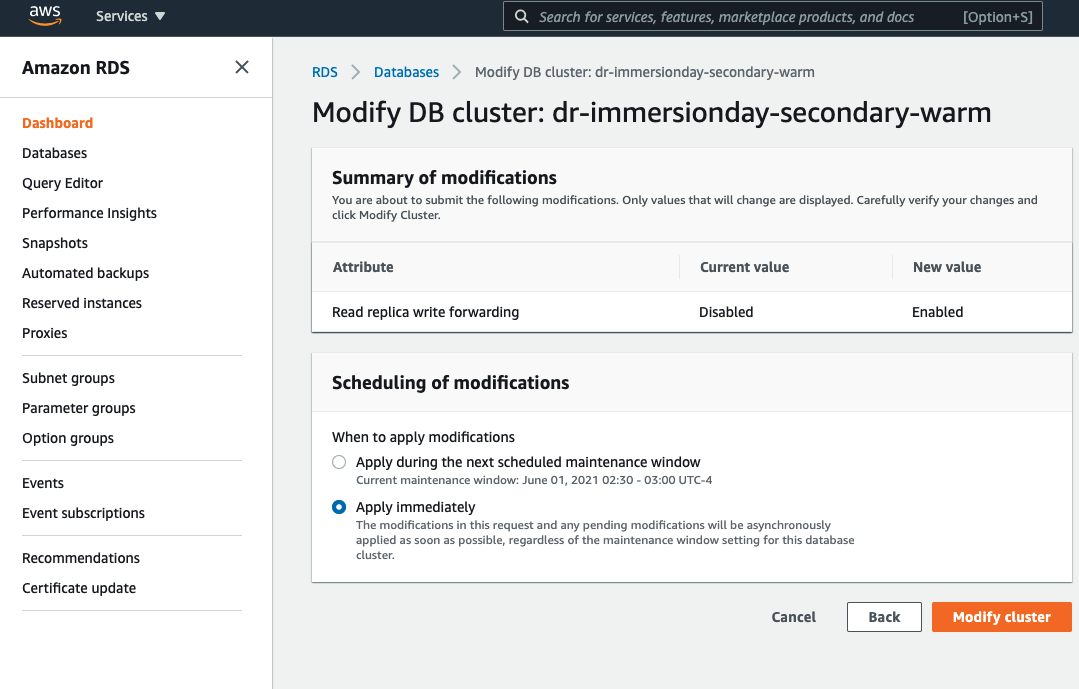 aws
Services ▼
Search for services, features, marketplace products, and docs [Option+S]
Amazon RDS
Dashboard
Databases
Query Editor
Performance Insights
Snapshots
Automated backups
Reserved instances
Proxies
Subnet groups
Parameter groups
Option groups
Events
Event subscriptions
Recommendations
Certificate update
RDS > Databases > Modify DB cluster: dr-immersionday-secondary-warm
Modify DB cluster: dr-immersionday-secondary-warm
Summary of modifications
You are about to submit the following modifications. Only values that will change are displayed. Carefully verify your changes and
click Modify Cluster.
Attribute Current value New value
Read replica write forwarding Disabled Enabled
Scheduling of modifications
When to apply modifications
Apply during the next scheduled maintenance window
Current maintenance window: June 01, 2021 02:30 - 03:00 UTC-4
Apply immediately
The modifications in this request and any pending modifications will be asynchronously
applied as soon as possible, regardless of the maintenance window setting for this database
cluster.
Cancel Back Modify cluster